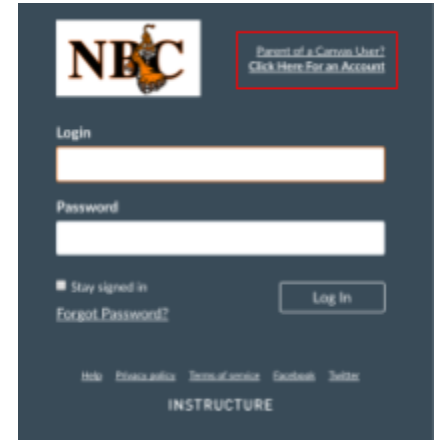 NBC
Parent of a Canvas User?
Click Here For an Account
Login
Password
Stay signed in
Log In
Forgot Password?
Help Privacy policy Terms of service Facebook Twitter
INSTRUCTURE